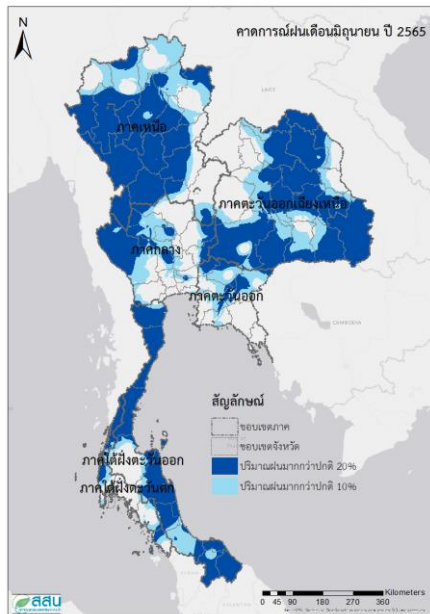 คาดการณ์ฝนเดือนมิถุนายน ปี 2565
N
ภาคเหนือ
ภาคตะวันออกเฉียงเหนือ
ภาคกลาง
ภาคตะวันออก
CAMBODIA
สัญลักษณ์
ขอบเขตภาค
ขอบเขตจังหวัด
ปริมาณฝนมากกว่าปกติ 20%
ปริมาณฝนมากกว่าปกติ 10%
ภาคใต้ฝั่งตะวันออก
ภาคใต้ฝั่งตะวันตก
สสน
Kilometers
0 45 90 180 270 360